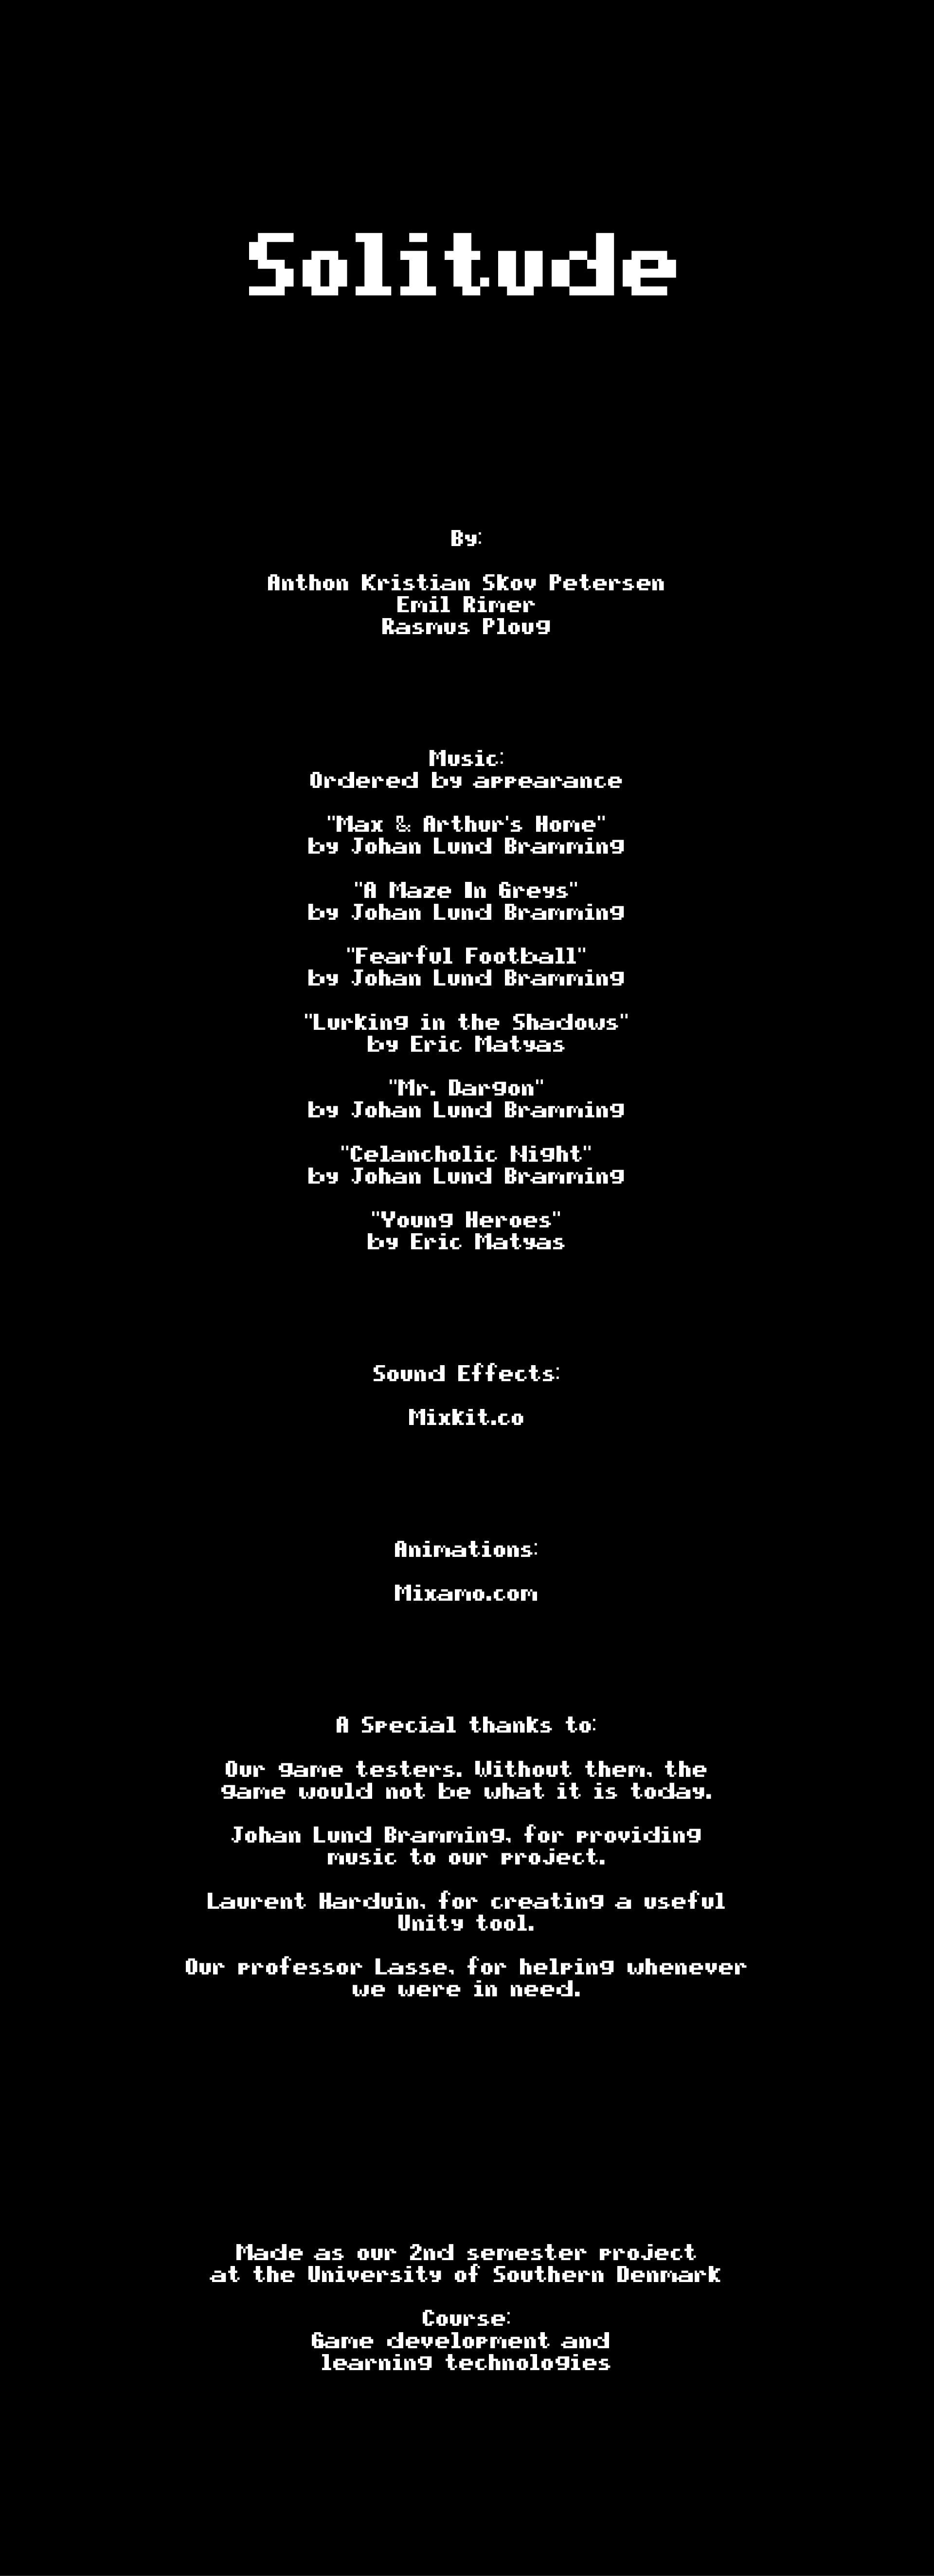 Solitude
By:
Anthon Kristian Skov Petersen
Emil Rimer
Rasmus Ploug
Music:
Ordered by appearance
"Max & Arthur's Home"
by Johan Lund Bramming
"A Maze In Greys"
by Johan Lund Bramming
"Fearful Football"
by Johan Lund Bramming
"Lurking in the Shadows"
by Eric Matyas
"Mr. Dargon"
by Johan Lund Bramming
"Celancholic Night"
by Johan Lund Bramming
"Young Heroes"
by Eric Matyas
Sound Effects:
Mixkit.co
Animations:
Mixamo.com
A Special thanks to:
Our game testers. Without them, the
game would not be what it is today.
Johan Lund Bramming, for providing
music to our project.
Laurent Harduin, for creating a useful
Unity tool.
Our professor Lasse, for helping whenever
we were in need.
Made as our 2nd semester project
at the University of Southern Denmark
Course:
Game development and
learning technologies